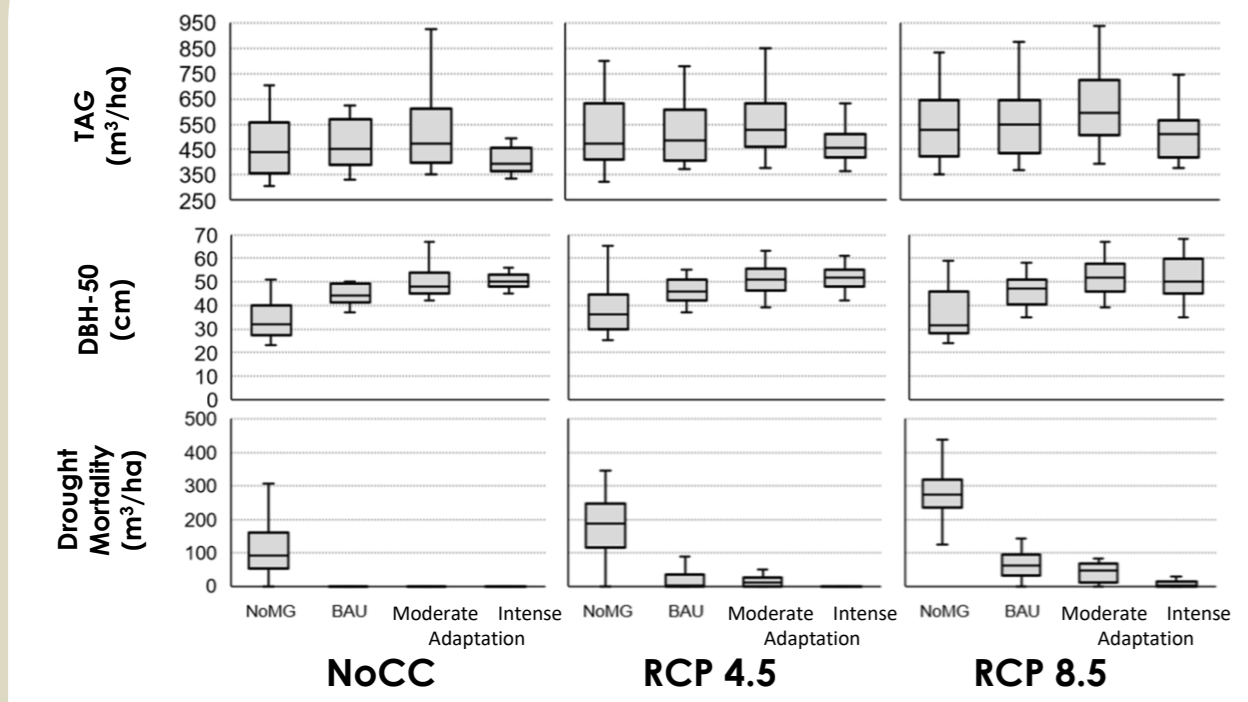 TAG
(m³/ha)
950
850
750
650
550
450
350
250
DBH-50
(cm)
70
60
50
40
30
20
10
0
Drought
Mortality
(m³/ha)
500
400
300
200
100
0
NoMG BAU Moderate Intense
Adaptation
NoMG BAU Moderate Intense
Adaptation
NoMG BAU Moderate Intense
Adaptation
NoCC
RCP 4.5
RCP 8.5